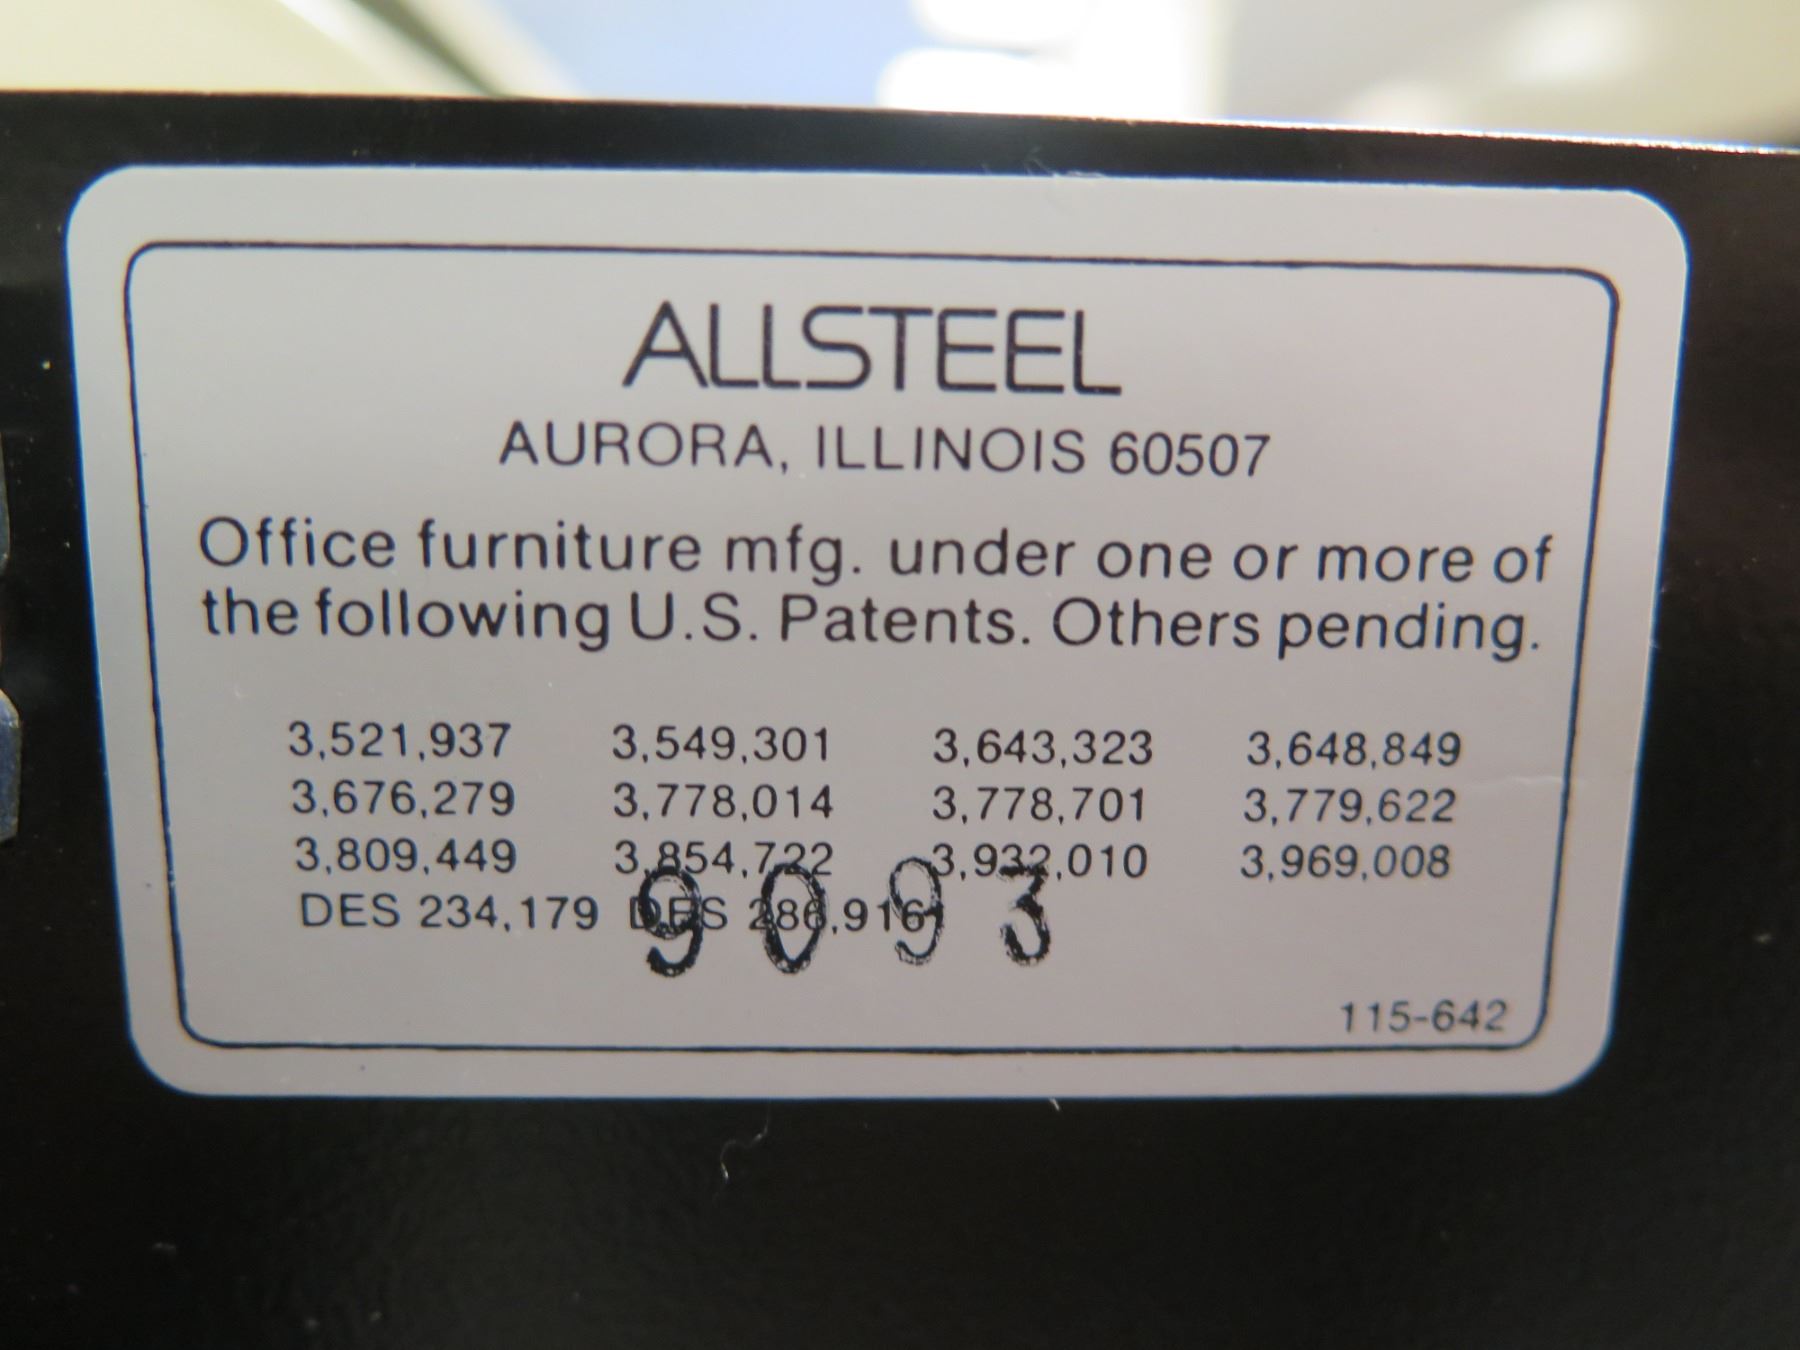 ALLSTEEL
AURORA, ILLINOIS 60507
Office furniture mfg. under one or more of
the following U.S. Patents. Others pending.
3,521,937 3,549,301 3,643,323 3,648,849
3,676,279 3,778,014 3,778,701 3,779,622
3,809,449 3,854,722 3,932,010 3,969,008
DES 234,179 DES 286,916
9093
115-642